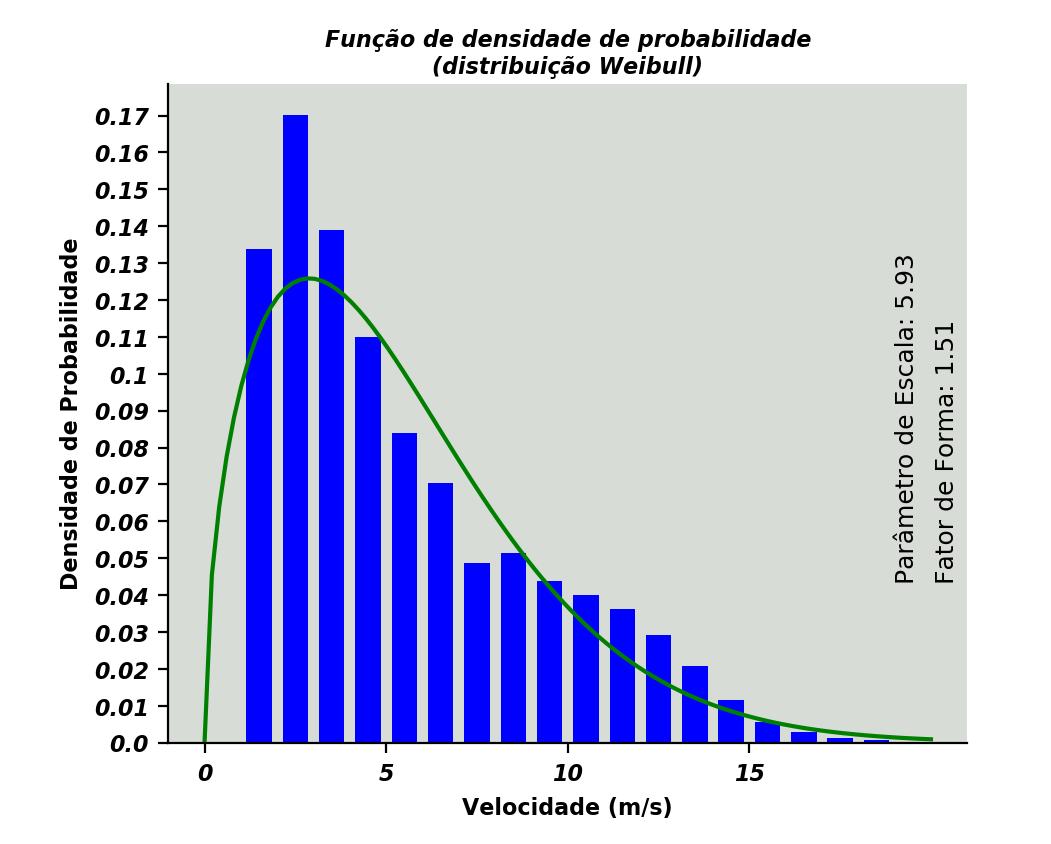 Função de densidade de probabilidade
(distribuição Weibull)
0.17
0.16
0.15
0.14
0.13
0.12
0.11
0.1
0.09
0.08
0.07
0.06
0.05
0.04
0.03
0.02
0.01
0.0
Densidade de Probabilidade
0 5 10 15
Velocidade (m/s)
Parâmetro de Escala: 5.93
Fator de Forma: 1.51